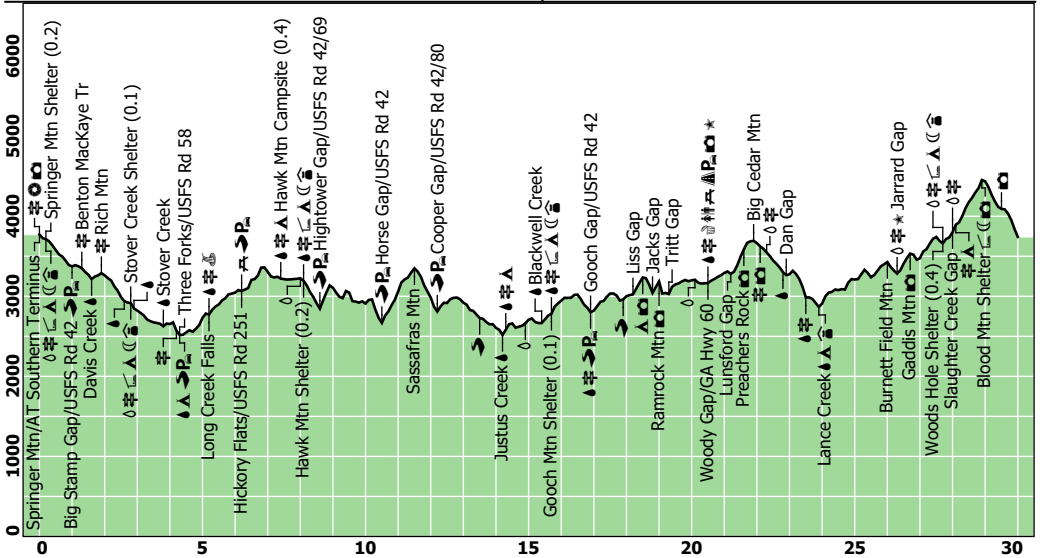 6000
5000
4000
3000
2000
1000
0
Springer Mtn/AT Southern Terminus
Springer Mtn Shelter (0.2)
Big Stamp Gap/USFS Rd 42 P
Benton MacKaye Tr
Davis Creek
Rich Mtn
Stover Creek Shelter (0.1)
Stover Creek
Three Forks/USFS Rd 58
P
Long Creek Falls
Hickory Flats/USFS Rd 251
P
Hawk Mtn Campsite (0.4)
Hawk Mtn Shelter (0.2)
P Hightower Gap/USFS Rd 42/69
P Horse Gap/USFS Rd 42
Sassafras Mtn
P Cooper Gap/USFS Rd 42/80
Justus Creek
Blackwell Creek
Gooch Mtn Shelter (0.1)
Gooch Gap/USFS Rd 42
P
Liss Gap
Jacks Gap
Ramrock Mtn
Tritt Gap
Woody Gap/GA Hwy 60
P
Lunsford Gap
Preachers Rock
Big Cedar Mtn
Dan Gap
Lance Creek
Burnett Field Mtn
Jarrard Gap
Gaddis Mtn
Woods Hole Shelter (0.4)
Slaughter Creek Gap
Blood Mtn Shelter
0 5 10 15 20 25 30